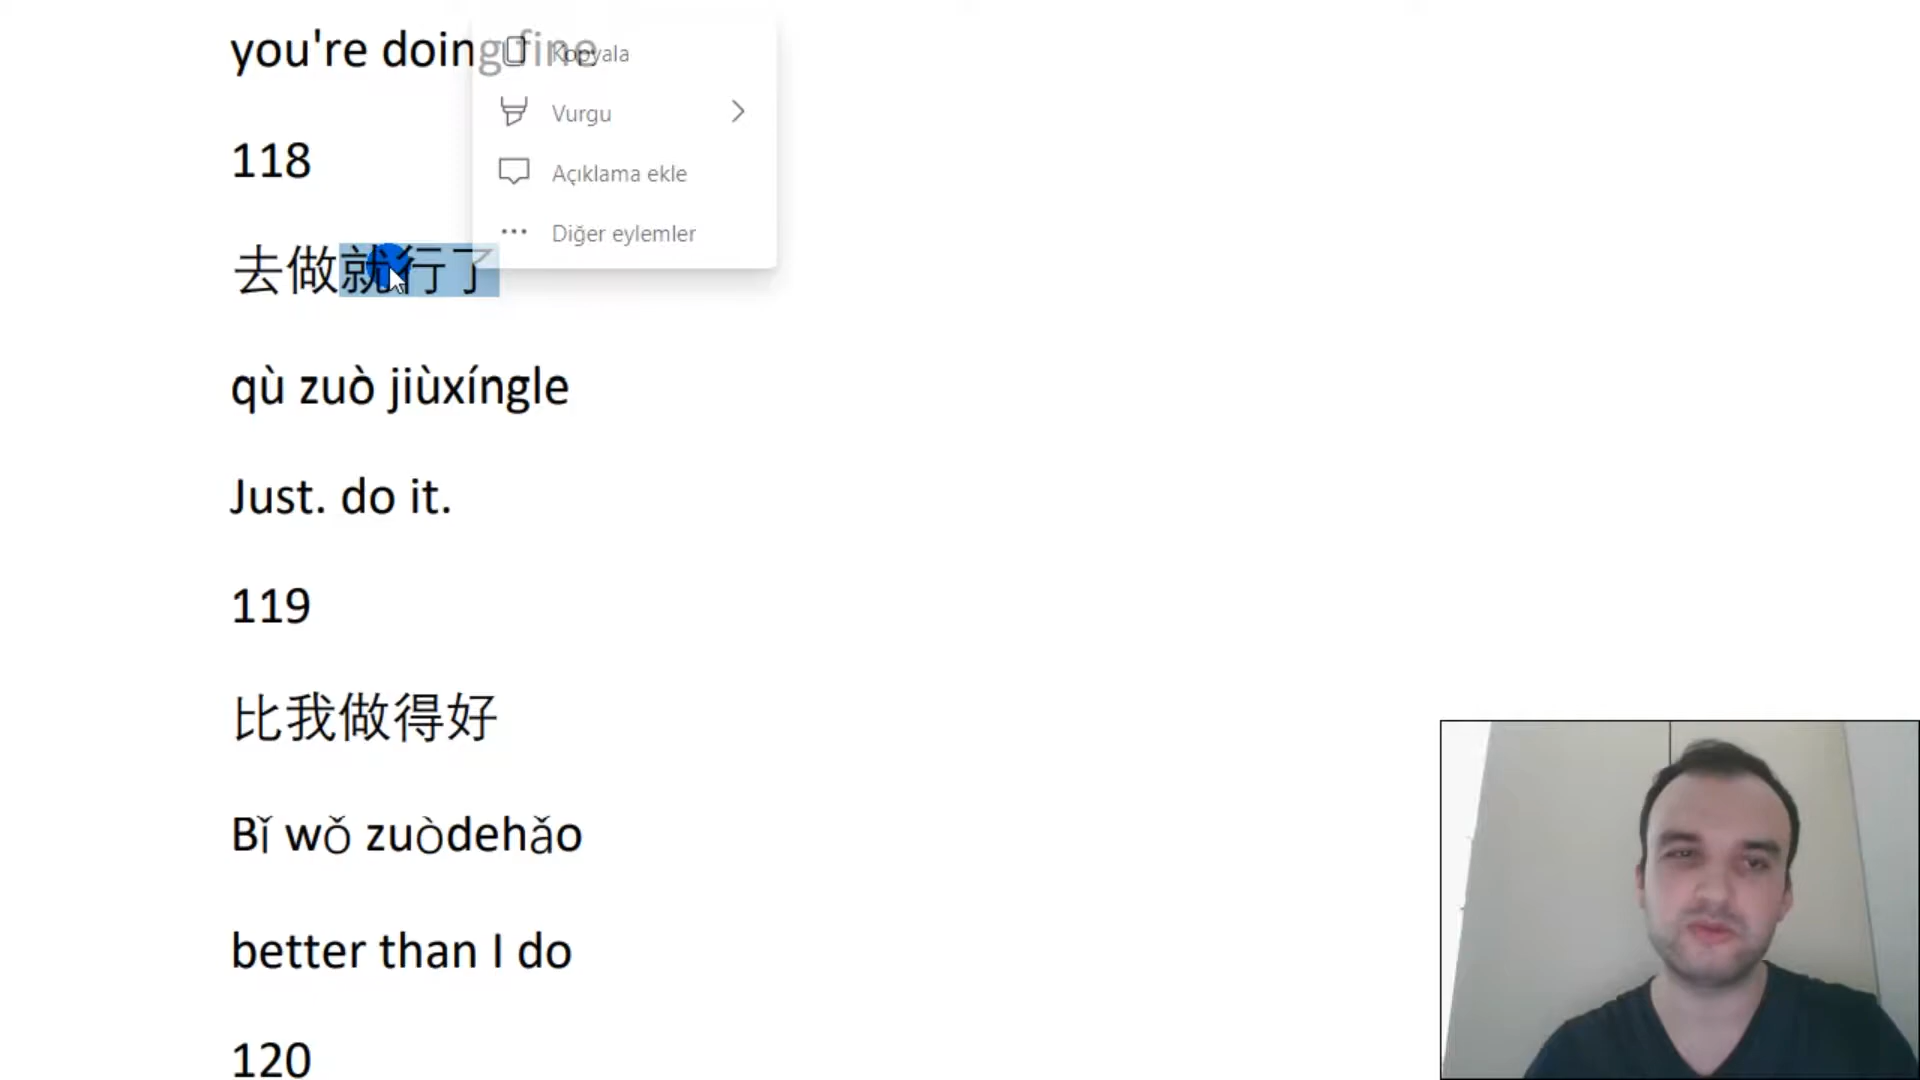 you're doing fine
Kopyala
Vurgu
118
Açıklama ekle
Diğer eylemler
去做就行了
qù zuò jiùxíngle
Just. do it.
119
比我做得好
Bǐ wǒ zuòdehǎo
better than I do
120